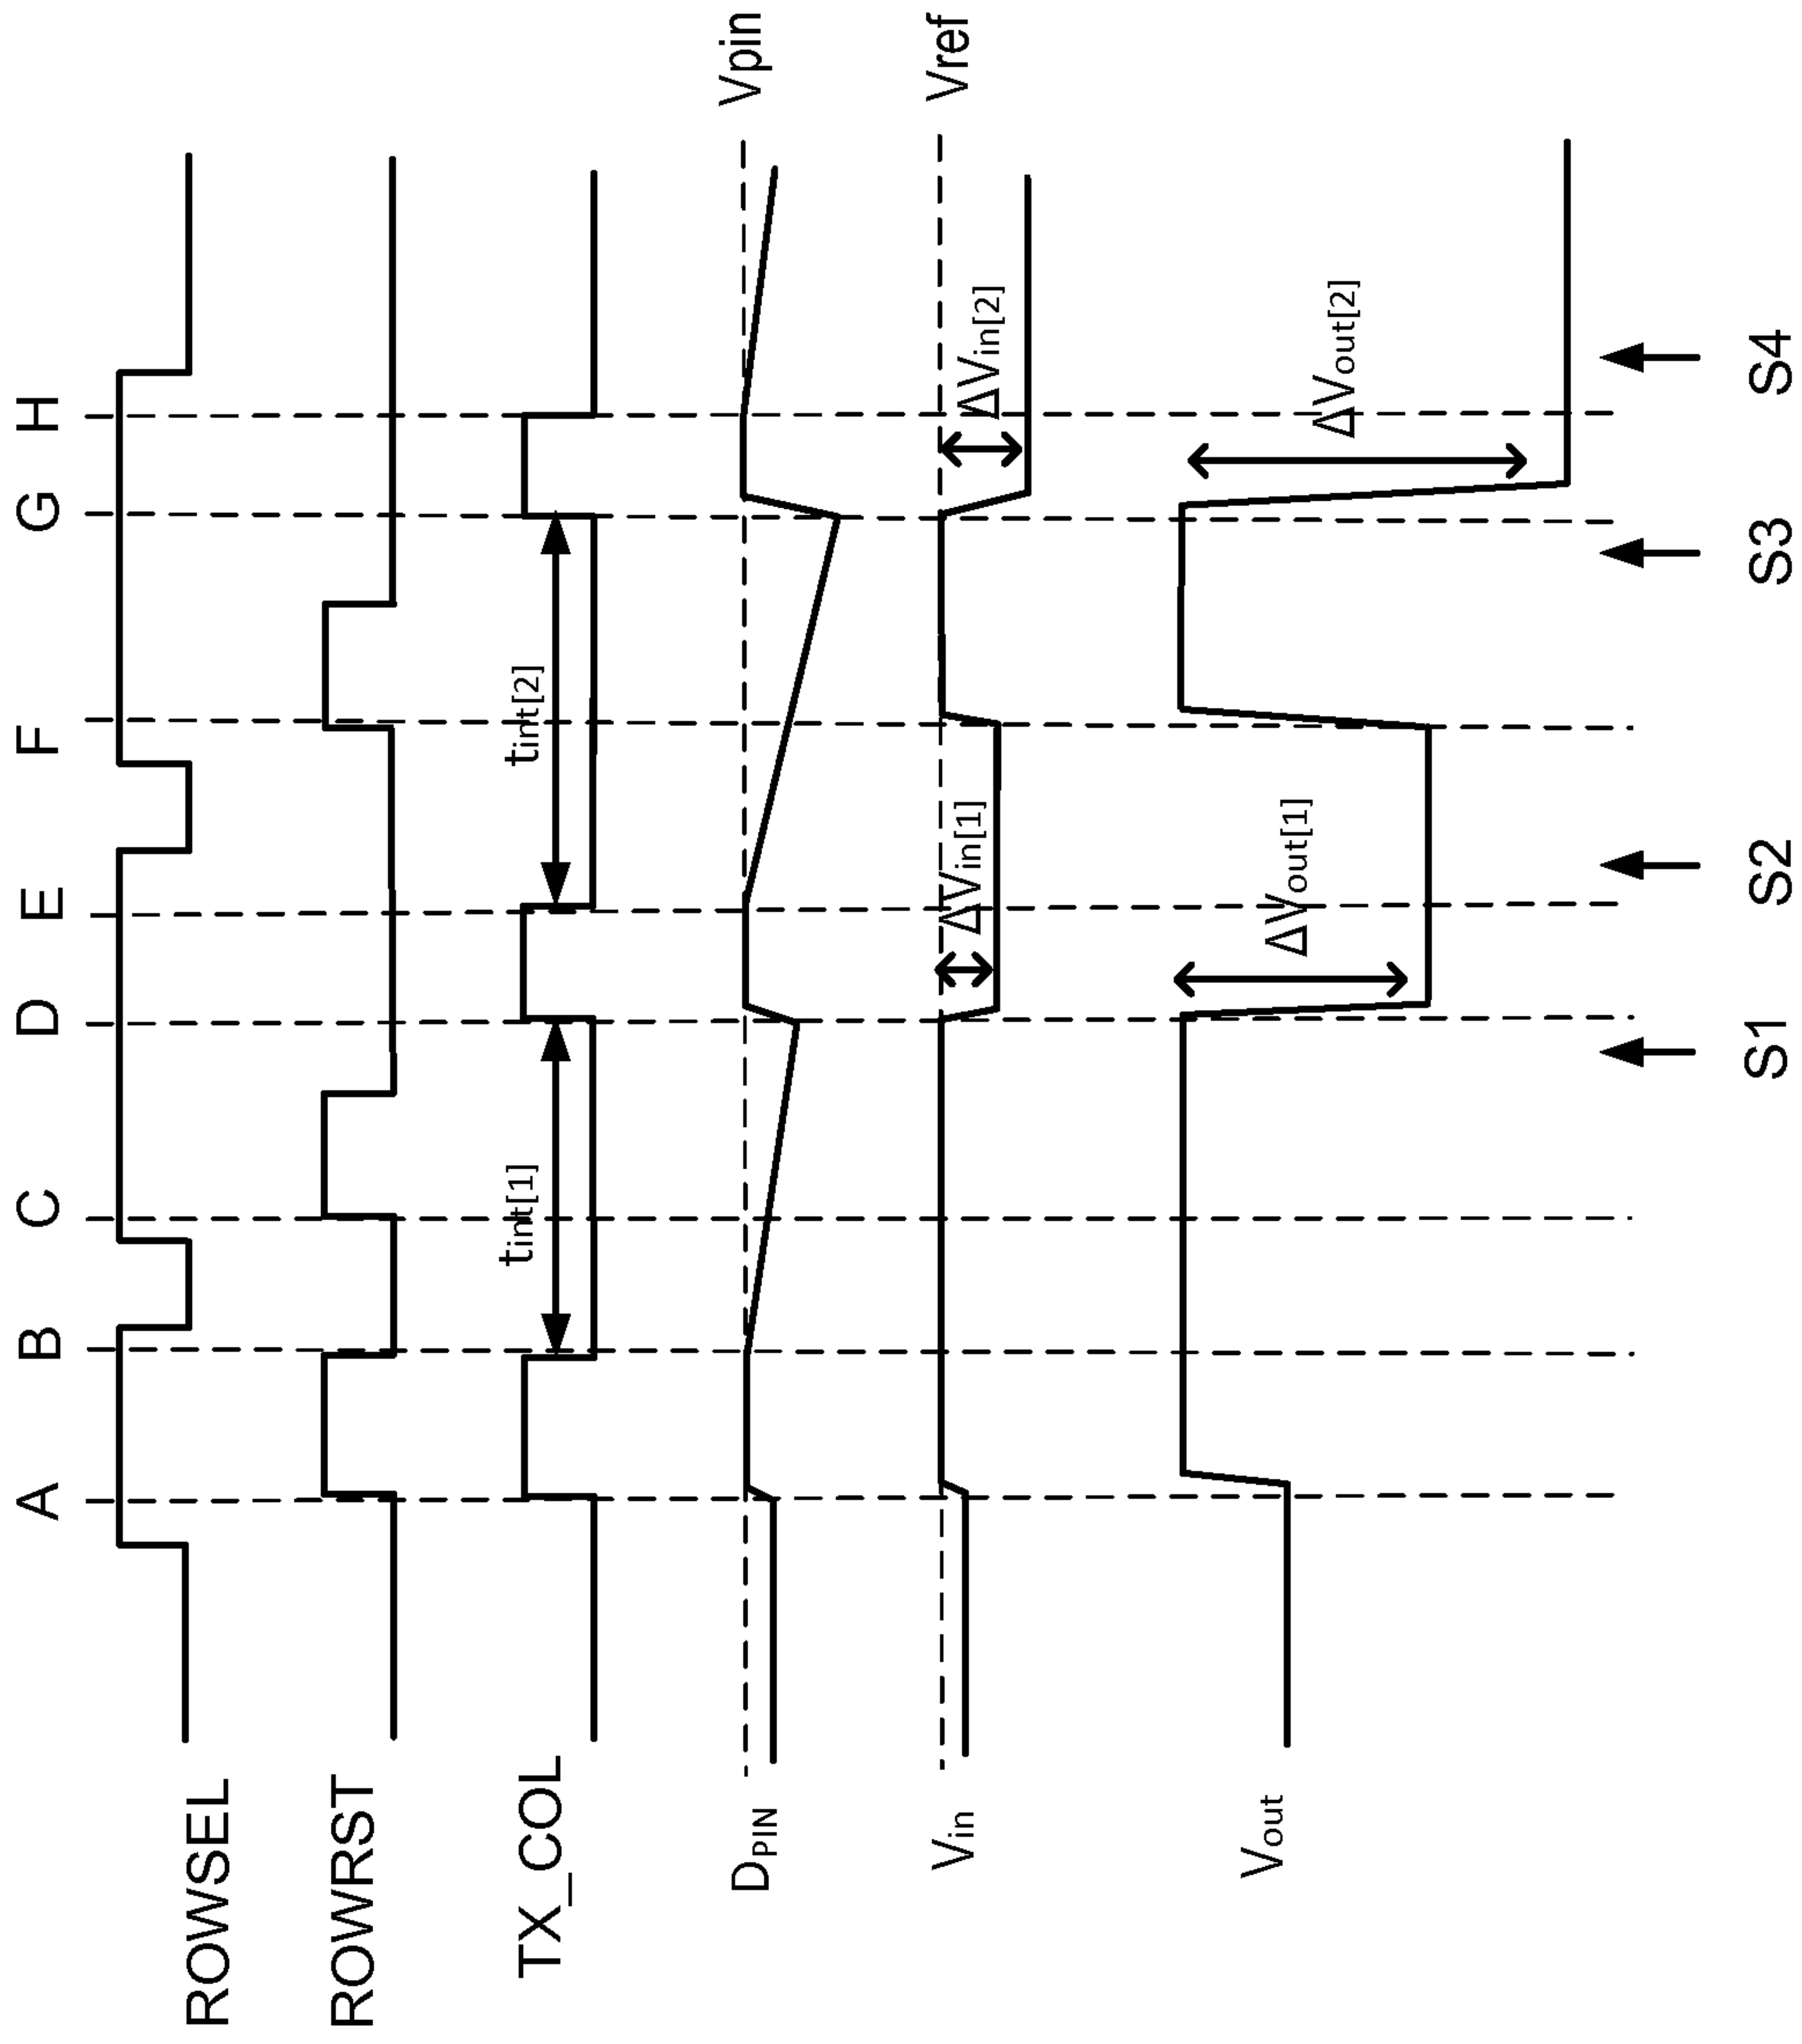 A B C D E F G H
ROWSEL
ROWRST
TX_COL
tint[1]
tint[2]
DPIN
Vpin
Vin
Vref
ΔVin[1]
ΔVin[2]
Vout
ΔVout[1]
ΔVout[2]
S1 S2 S3 S4